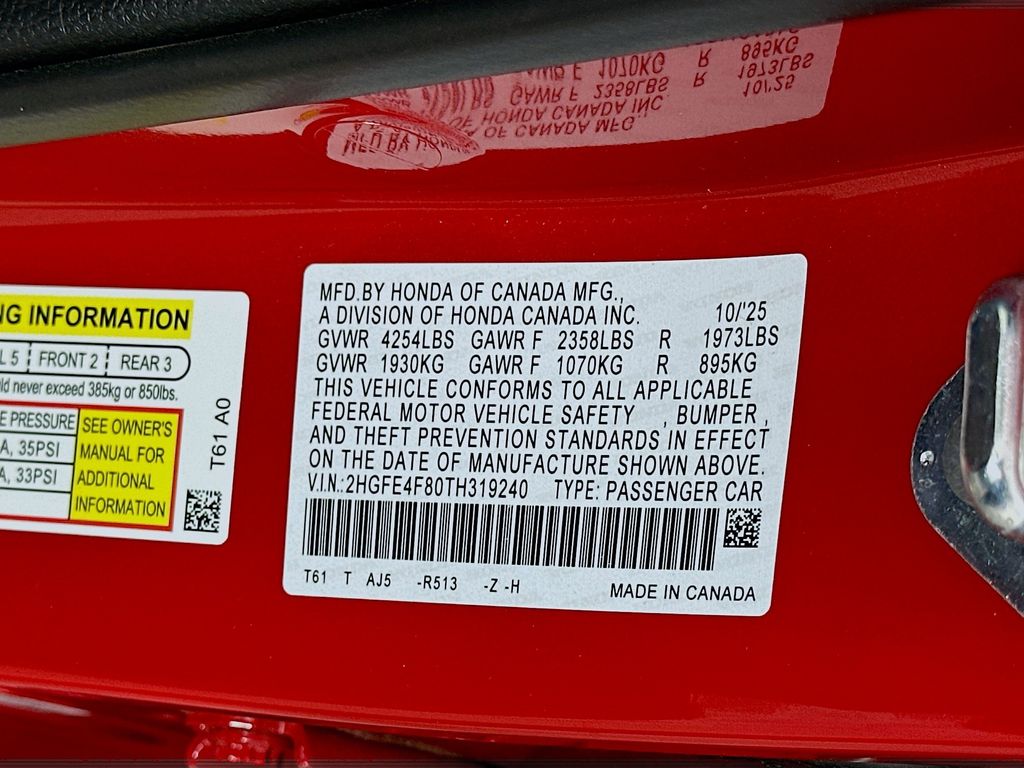 NG INFORMATION
L 5 FRONT 2 REAR 3
ld never exceed 385kg or 850lbs.
E PRESSURE
A, 35PSI
A, 33PSI
SEE OWNER'S
MANUAL FOR
ADDITIONAL
INFORMATION
T61 A0
MFD.BY HONDA OF CANADA MFG.,
A DIVISION OF HONDA CANADA INC. 10/'25
GVWR 4254LBS GAWR F 2358LBS R 1973LBS
GVWR 1930KG GAWR F 1070KG R 895KG
THIS VEHICLE CONFORMS TO ALL APPLICABLE
FEDERAL MOTOR VEHICLE SAFETY , BUMPER ,
AND THEFT PREVENTION STANDARDS IN EFFECT
ON THE DATE OF MANUFACTURE SHOWN ABOVE.
V.I.N.:2HGFE4F80TH319240 TYPE: PASSENGER CAR
T61 T AJ5 -R513 -Z -H
MADE IN CANADA